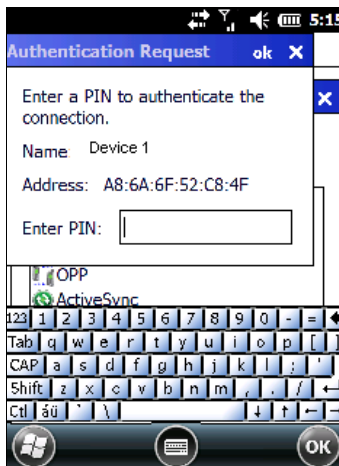 5:15
Authentication Request ok
Enter a PIN to authenticate the
connection.
Name Device 1
Address: A8:6A:6F:52:C8:4F
Enter PIN:
OPP
ActiveSync
123 1 2 3 4 5 6 7 8 9 0 - =
Tab q w e r t y u i o p [ ]
CAP a s d f g h j k l ; '
Shift z x c v b n m , . /
Ctl áü ` \
OK